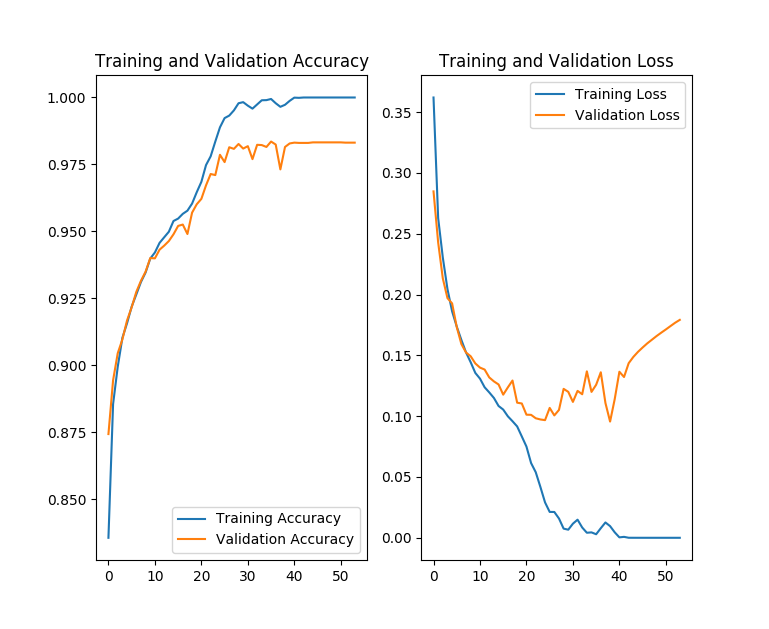 Training and Validation Accuracy
1.000
0.975
0.950
0.925
0.900
0.875
0.850
Training Accuracy
Validation Accuracy
0 10 20 30 40 50
Training and Validation Loss
Training Loss
Validation Loss
0.35
0.30
0.25
0.20
0.15
0.10
0.05
0.00
0 10 20 30 40 50